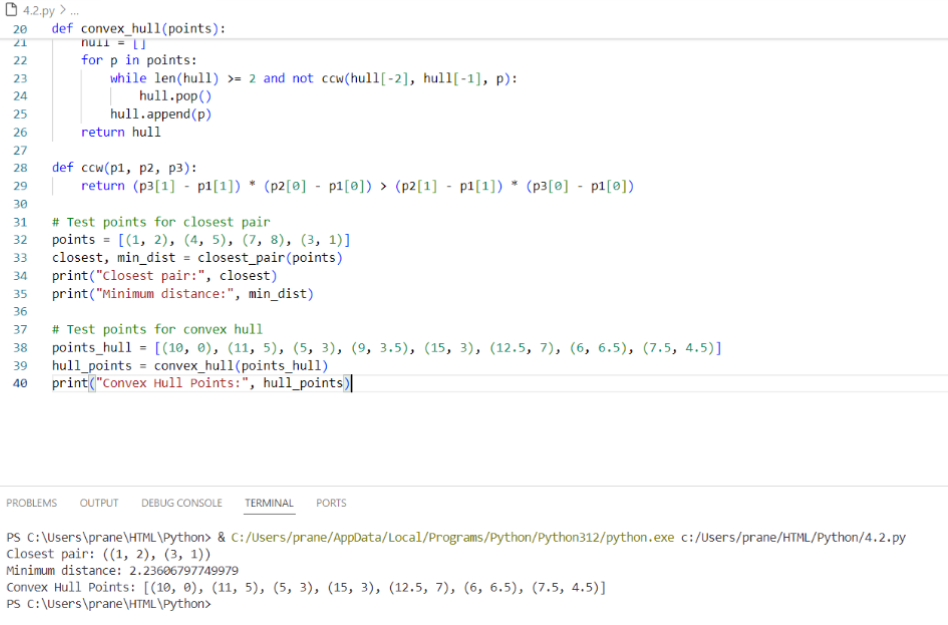 4.2.py > ...
20 def convex_hull(points):
21     hull = []
22     for p in points:
23         while len(hull) >= 2 and not ccw(hull[-2], hull[-1], p):
24             hull.pop()
25         hull.append(p)
26     return hull
27
28 def ccw(p1, p2, p3):
29     return (p3[1] - p1[1]) * (p2[0] - p1[0]) > (p2[1] - p1[1]) * (p3[0] - p1[0])
30
31 # Test points for closest pair
32 points = [(1, 2), (4, 5), (7, 8), (3, 1)]
33 closest, min_dist = closest_pair(points)
34 print("Closest pair:", closest)
35 print("Minimum distance:", min_dist)
36
37 # Test points for convex hull
38 points_hull = [(10, 0), (11, 5), (5, 3), (9, 3.5), (15, 3), (12.5, 7), (6, 6.5), (7.5, 4.5)]
39 hull_points = convex_hull(points_hull)
40 print("Convex Hull Points:", hull_points)
PROBLEMS OUTPUT DEBUG CONSOLE TERMINAL PORTS
PS C:\Users\prane\HTML\Python> & C:/Users/prane/AppData/Local/Programs/Python/Python312/python.exe c:/Users/prane/HTML/Python/4.2.py
Closest pair: ((1, 2), (3, 1))
Minimum distance: 2.23606797749979
Convex Hull Points: [(10, 0), (11, 5), (5, 3), (15, 3), (12.5, 7), (6, 6.5), (7.5, 4.5)]
PS C:\Users\prane\HTML\Python>